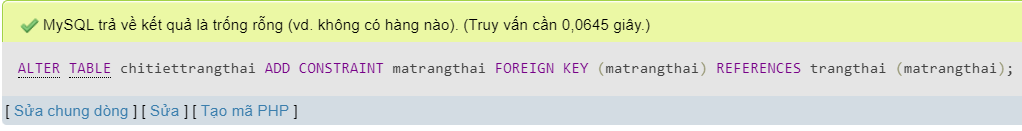 MySQL trả về kết quả là trống rỗng (vd. không có hàng nào). (Truy vấn cần 0,0645 giây.)
ALTER TABLE chitiettrangthai ADD CONSTRAINT matrangthai FOREIGN KEY (matrangthai) REFERENCES trangthai (matrangthai);
[ Sửa chung dòng ] [ Sửa ] [ Tạo mã PHP ]